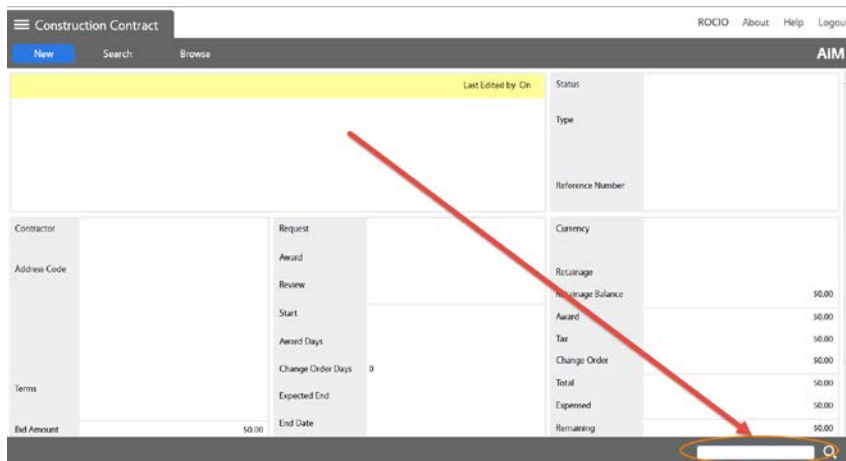 Construction Contract
ROCIO About Help Logou
New Search Browse
AIM
Last Edited by On
Status
Type
Reference Number
Contractor
Address Code
Terms
Bid Amount $0.00
Request
Award
Review
Start
Award Days
Change Order Days 0
Expected End
End Date
Currency
Retainage
Retainage Balance $0.00
Award $0.00
Tax $0.00
Change Order $0.00
Total $0.00
Expensed $0.00
Remaining $0.00